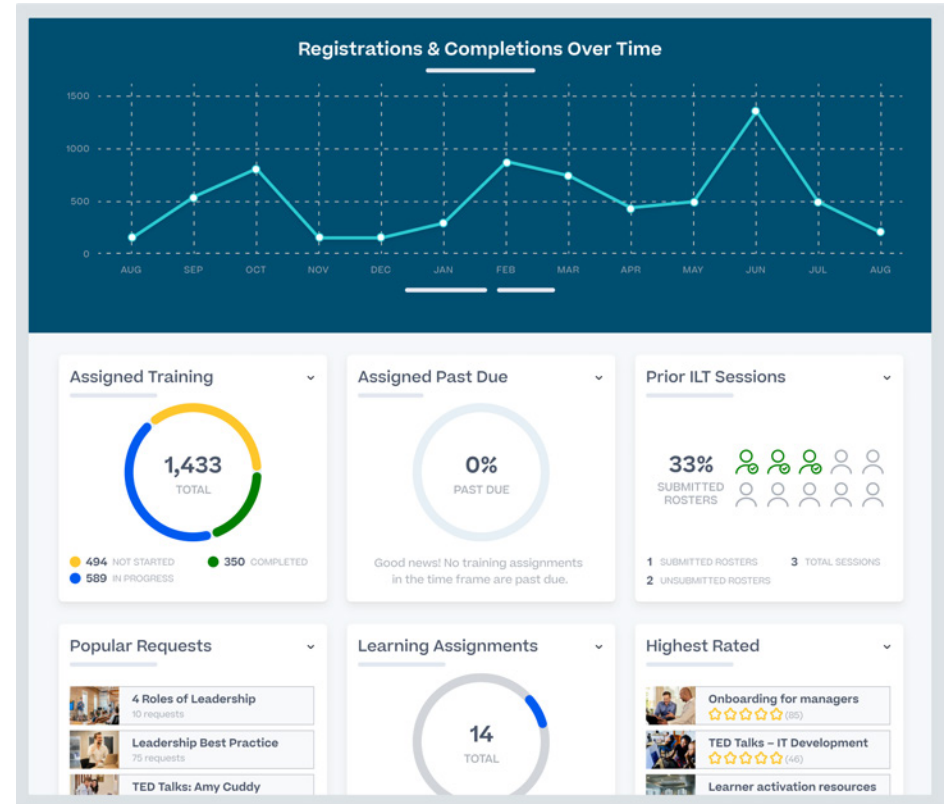 Registrations & Completions Over Time
1500
1000
500
0
AUG SEP OCT NOV DEC JAN FEB MAR APR MAY JUN JUL AUG
Assigned Training
1,433
TOTAL
494 NOT STARTED
350 COMPLETED
589 IN PROGRESS
Assigned Past Due
0%
PAST DUE
Good news! No training assignments
in the time frame are past due.
Prior ILT Sessions
33%
SUBMITTED
ROSTERS
1 SUBMITTED ROSTERS
3 TOTAL SESSIONS
2 UNSUBMITTED ROSTERS
Popular Requests
4 Roles of Leadership
10 requests
Leadership Best Practice
75 requests
TED Talks: Amy Cuddy
Learning Assignments
14
TOTAL
Highest Rated
Onboarding for managers
(85)
TED Talks – IT Development
(46)
Learner activation resources